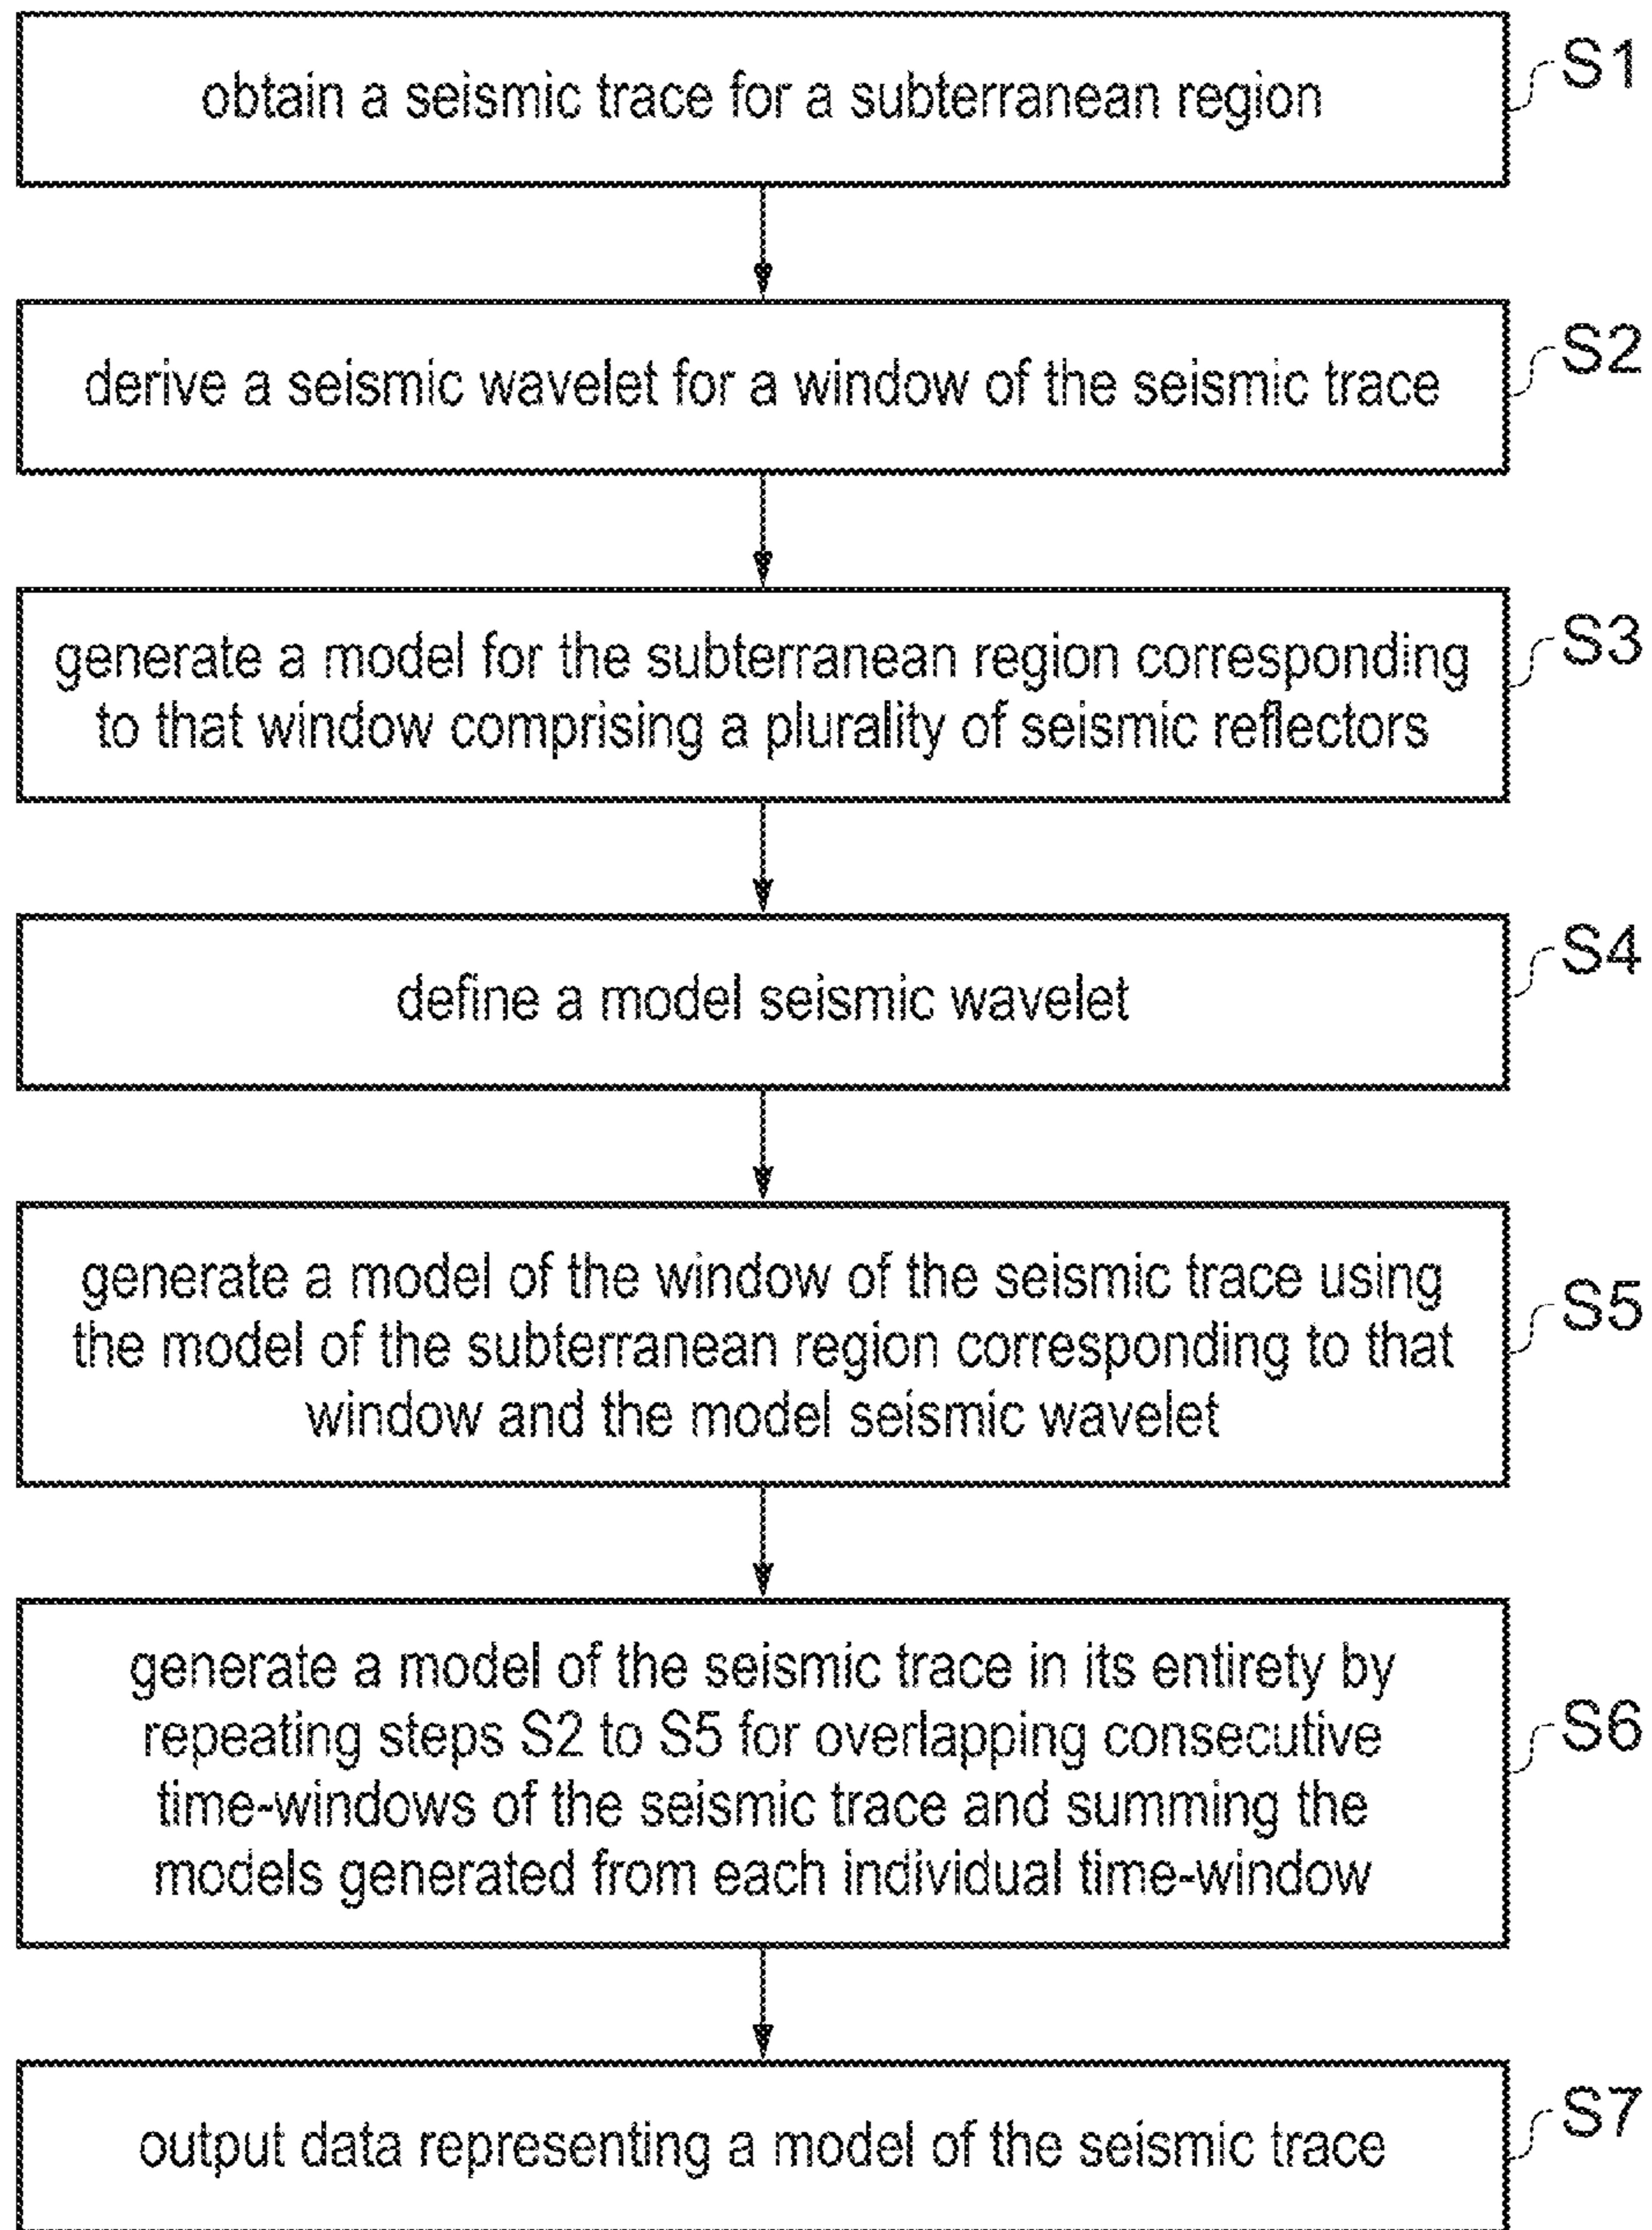 obtain a seismic trace for a subterranean region
S1
derive a seismic wavelet for a window of the seismic trace
S2
generate a model for the subterranean region corresponding
to that window comprising a plurality of seismic reflectors
S3
define a model seismic wavelet
S4
generate a model of the window of the seismic trace using
the model of the subterranean region corresponding to that
window and the model seismic wavelet
S5
generate a model of the seismic trace in its entirety by
repeating steps S2 to S5 for overlapping consecutive
time-windows of the seismic trace and summing the
models generated from each individual time-window
S6
output data representing a model of the seismic trace
S7